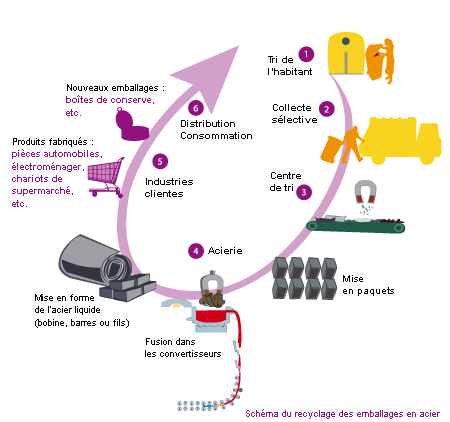 1
Tri de
l'habitant
Collecte
2
sélective
Centre
de tri
3
Mise
en paquets
4
Acierie
Fusion dans
les convertisseurs
Mise en forme
de l'acier liquide
(bobine, barres ou fils)
5
Industries
clientes
Produits fabriqués :
pièces automobiles,
électroménager,
chariots de
supermarché,
etc.
6
Distribution
Consommation
Nouveaux emballages :
boîtes de conserve,
etc.
Schéma du recyclage des emballages en acier